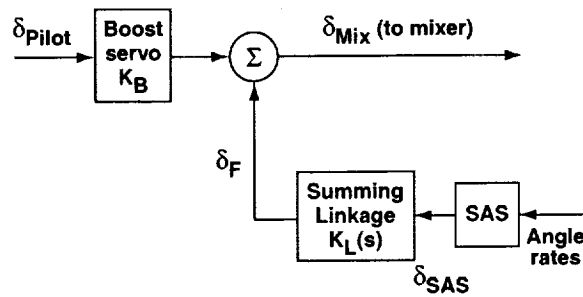 δPilot
Boost
servo
KB
Σ
δMix (to mixer)
δF
Summing
Linkage
KL(s)
SAS
Angle
rates
δSAS